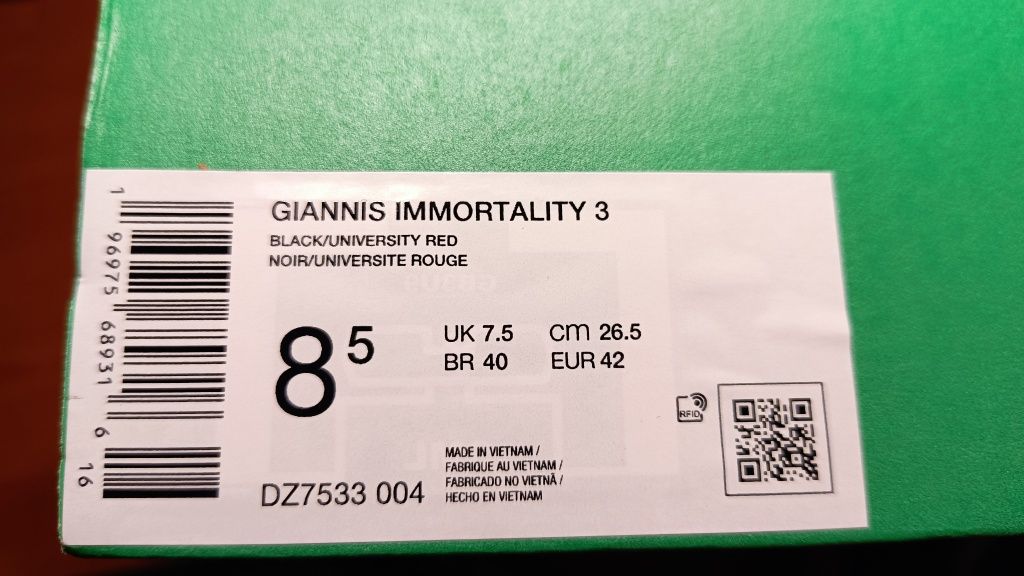 GIANNIS IMMORTALITY 3
BLACK/UNIVERSITY RED
NOIR/UNIVERSITE ROUGE
8 5
UK 7.5 cm 26.5
BR 40 EUR 42
RFID
MADE IN VIETNAM /
FABRIQUE AU VIETNAM /
FABRICADO NO VIETNÃ /
HECHO EN VIETNAM
DZ7533 004
1 96975 68931 6 16